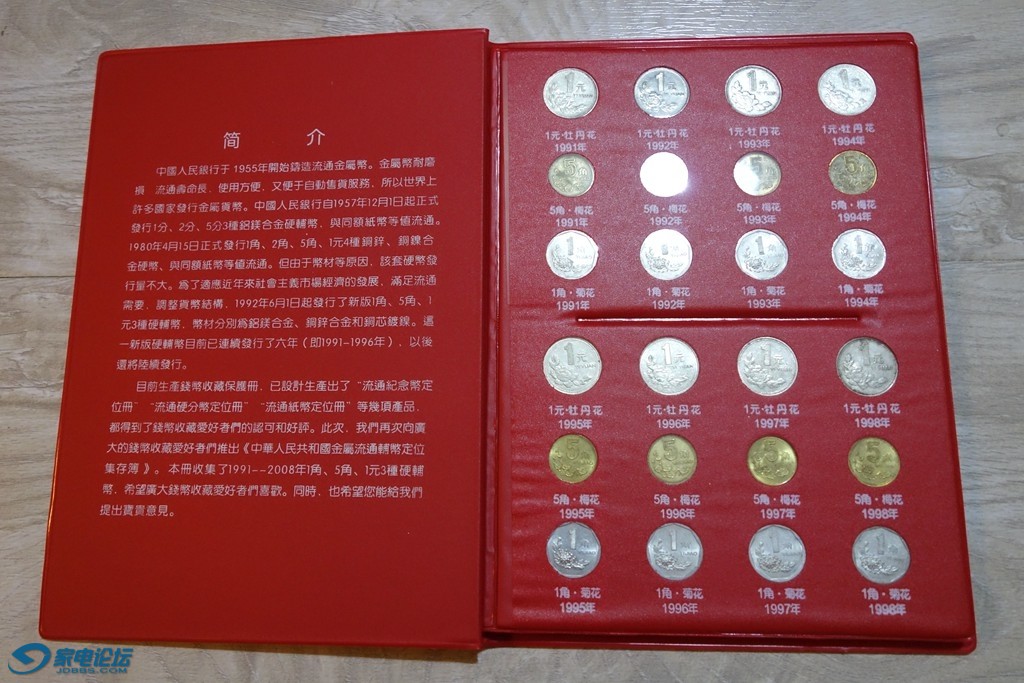 简 介
中國人民銀行于1955年開始鑄造流通金屬幣。金屬幣耐磨
損 流通壽命長，使用方便，又便于自動售貨服務，所以世界上
許多國家發行金屬貨幣。中國人民銀行自1957年12月1日起正式
發行1分、2分、5分3種鋁鎂合金硬輔幣，與同額紙幣等值流通。
1980年4月15日正式發行1角、2角、5角、1元4種銅鋅、銅鎳合
金硬幣、與同額紙幣等值流通。但由于幣材等原因，該套硬幣發
行量不大。爲了適應近年來社會主義市場經濟的發展，滿足流通
需要，調整貨幣結構，1992年6月1日起發行了新版1角、5角、1
元3種硬輔幣，幣材分别爲鋁鎂合金、銅鋅合金和銅芯鍍鎳。這
一新版硬輔幣目前已連續發行了六年（即1991-1996年），以後
還將陸續發行。
目前生產錢幣收藏保護冊，已設計生產出了“流通紀念幣定
位冊”“流通硬分幣定位冊”“流通紙幣定位冊”等幾項產品，
都得到了錢幣收藏愛好者們的認可和好評。此次，我們再次向廣
大的錢幣收藏愛好者們推出《中華人民共和國金屬流通輔幣定位
集存薄》。本冊收集了1991--2008年1角、5角、1元3種硬輔
幣，希望廣大錢幣收藏愛好者們喜歡。同時，也希望您能給我們
提出寶貴意見。
1元·牡丹花 1元·牡丹花 1元·牡丹花 1元·牡丹花
1991年 1992年 1993年 1994年
5角·梅花 5角·梅花 5角·梅花 5角·梅花
1991年 1992年 1993年 1994年
1角·菊花 1角·菊花 1角·菊花 1角·菊花
1991年 1992年 1993年 1994年
1元·牡丹花 1元·牡丹花 1元·牡丹花 1元·牡丹花
1995年 1996年 1997年 1998年
5角·梅花 5角·梅花 5角·梅花 5角·梅花
1995年 1996年 1997年 1998年
1角·菊花 1角·菊花 1角·菊花 1角·菊花
1995年 1996年 1997年 1998年
家电论坛
JDBBS.COM